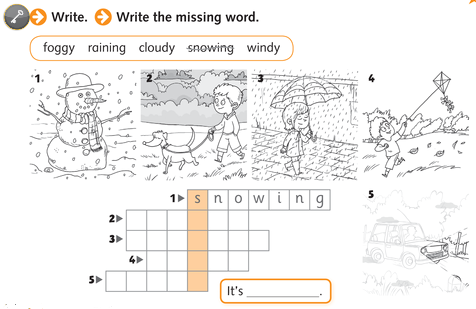 Write. Write the missing word.
foggy raining cloudy snowing windy
1. 2 3 4
1 snowing
2
3
4
5
5
It's ___________.